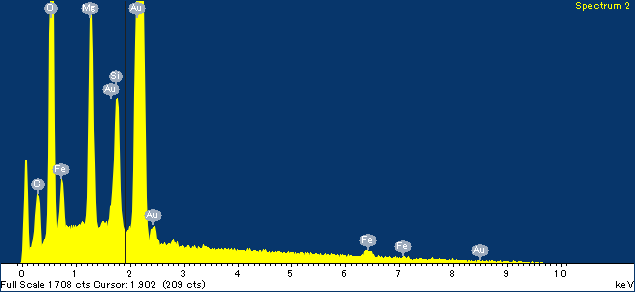 Spectrum 2
O Mg Au
Si
Au
Fe
C
Au
Fe
Fe
Au
0 1 2 3 4 5 6 7 8 9 10
Full Scale 1708 cts Cursor: 1.902 (209 cts) keV